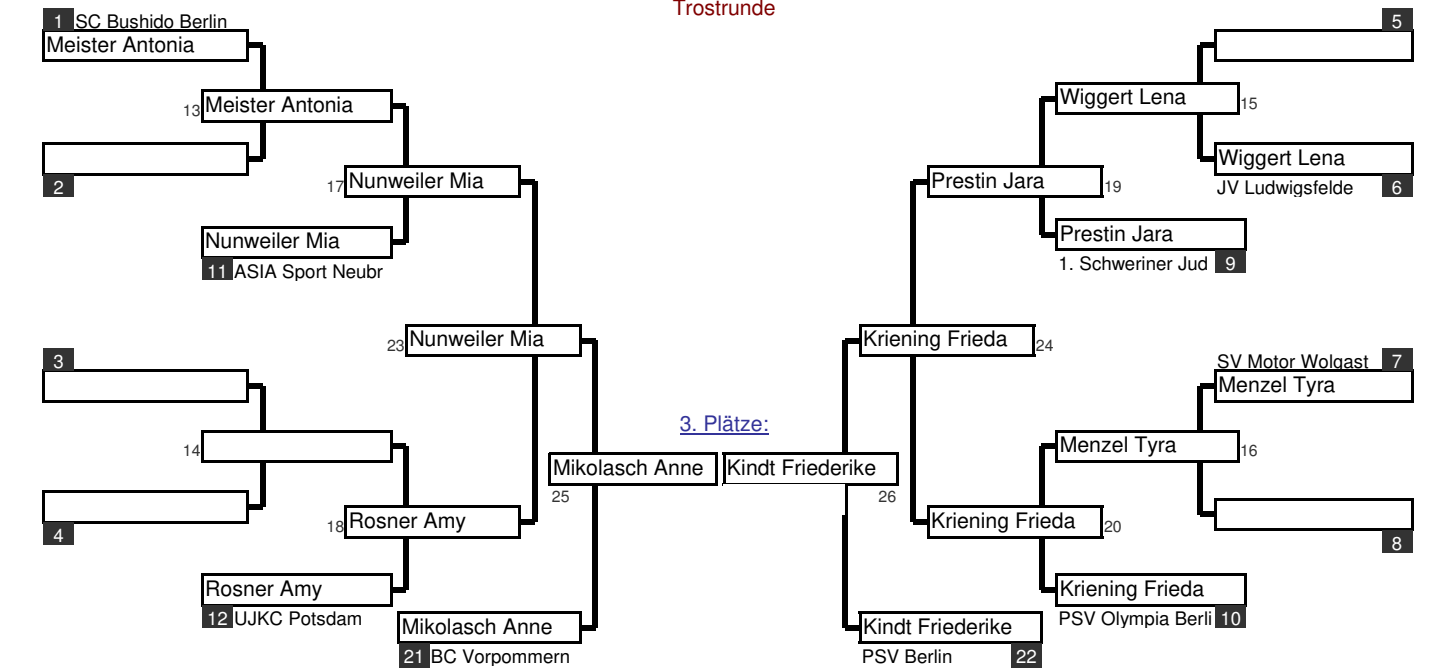 Trostrunde
1 SC Bushido Berlin
5
Meister Antonia
13 Meister Antonia
Wiggert Lena 15
Wiggert Lena
2
JV Ludwigsfelde 6
17 Nunweiler Mia
Prestin Jara 19
Nunweiler Mia
Prestin Jara
11 ASIA Sport Neubr
1. Schweriner Jud 9
23 Nunweiler Mia
Kriening Frieda 24
3
SV Motor Wolgast 7
Menzel Tyra
3. Plätze:
14
Menzel Tyra 16
Mikolasch Anne
Kindt Friederike
25
26
4
18 Rosner Amy
Kriening Frieda 20
8
Rosner Amy
Kriening Frieda
12 UJKC Potsdam
PSV Olympia Berli 10
Mikolasch Anne
Kindt Friederike
21 BC Vorpommern
PSV Berlin 22